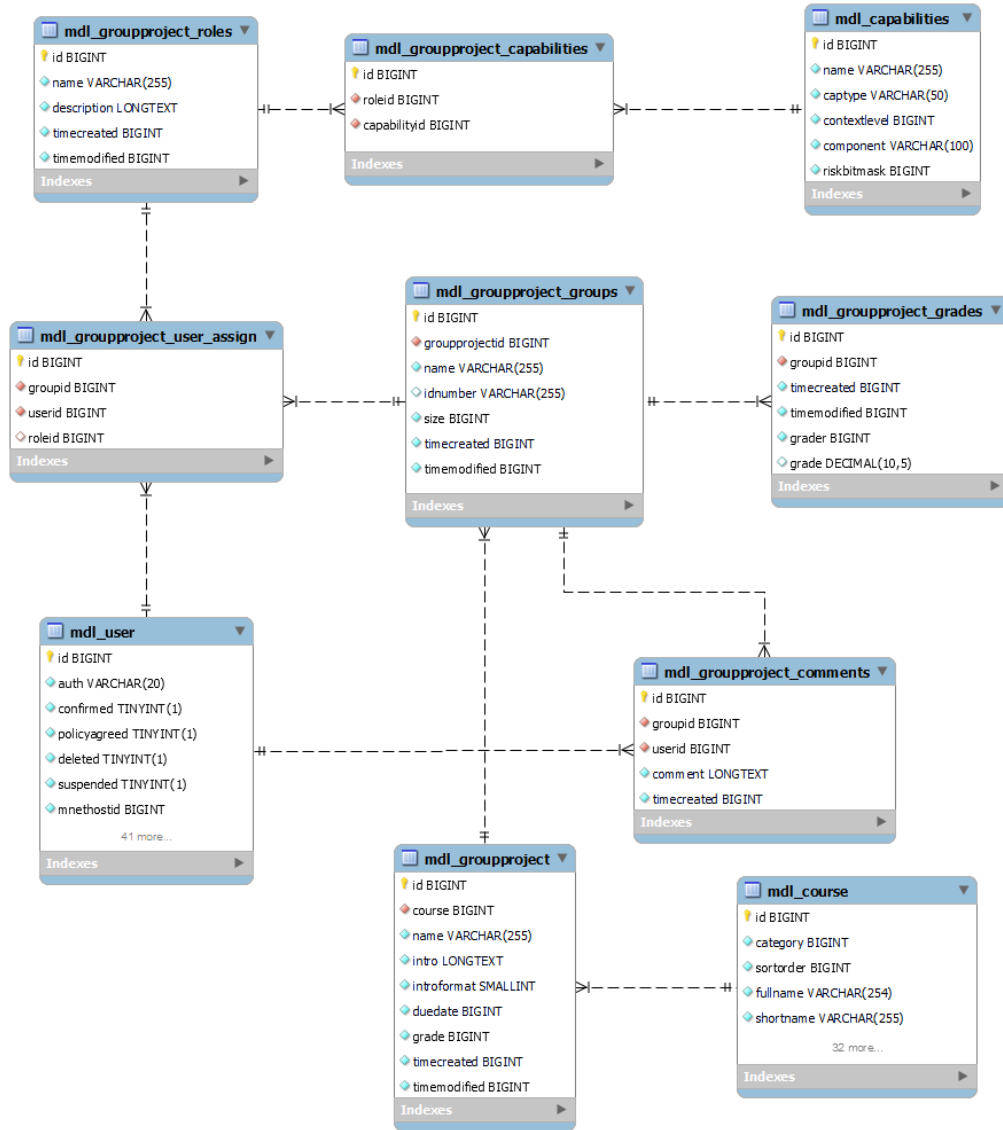 mdl_groupproject_roles
id BIGINT
name VARCHAR(255)
description LONGTEXT
timecreated BIGINT
timemodified BIGINT
Indexes
mdl_groupproject_capabilities
id BIGINT
roleid BIGINT
capabilityid BIGINT
Indexes
mdl_capabilities
id BIGINT
name VARCHAR(255)
captype VARCHAR(50)
contextlevel BIGINT
component VARCHAR(100)
riskbitmask BIGINT
Indexes
mdl_groupproject_user_assign
id BIGINT
groupid BIGINT
userid BIGINT
roleid BIGINT
Indexes
mdl_groupproject_groups
id BIGINT
groupprojectid BIGINT
name VARCHAR(255)
idnumber VARCHAR(255)
size BIGINT
timecreated BIGINT
timemodified BIGINT
Indexes
mdl_groupproject_grades
id BIGINT
groupid BIGINT
timecreated BIGINT
timemodified BIGINT
grader BIGINT
grade DECIMAL(10,5)
Indexes
mdl_user
id BIGINT
auth VARCHAR(20)
confirmed TINYINT(1)
policyagreed TINYINT(1)
deleted TINYINT(1)
suspended TINYINT(1)
mnethostid BIGINT
41 more...
Indexes
mdl_groupproject_comments
id BIGINT
groupid BIGINT
userid BIGINT
comment LONGTEXT
timecreated BIGINT
Indexes
mdl_groupproject
id BIGINT
course BIGINT
name VARCHAR(255)
intro LONGTEXT
introformat SMALLINT
duedate BIGINT
grade BIGINT
timecreated BIGINT
timemodified BIGINT
Indexes
mdl_course
id BIGINT
category BIGINT
sortorder BIGINT
fullname VARCHAR(254)
shortname VARCHAR(255)
32 more...
Indexes